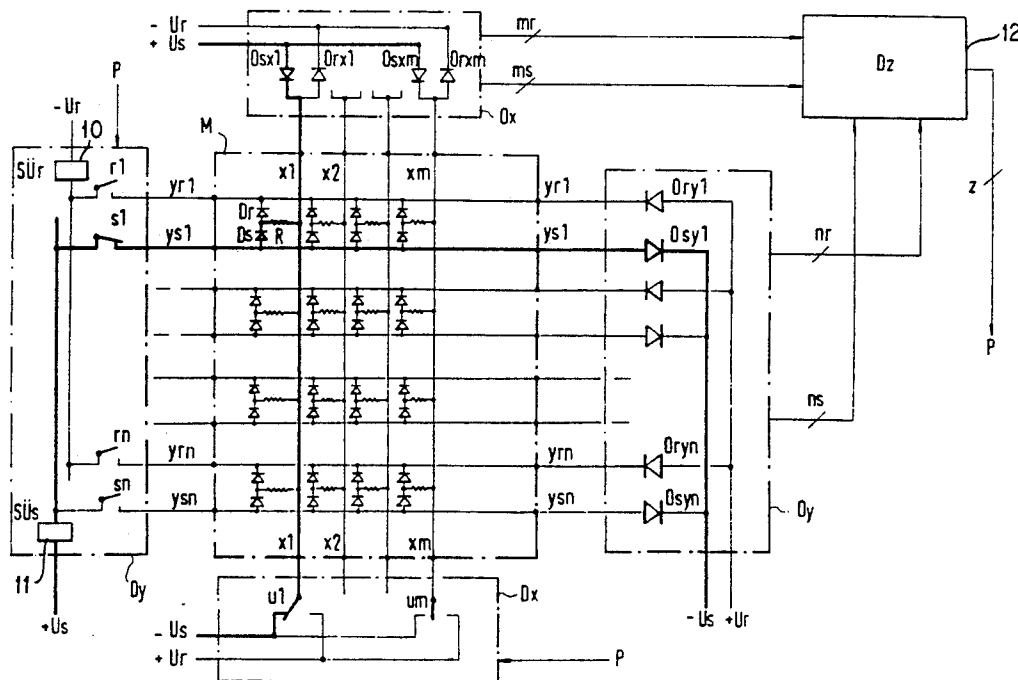 - Ur
+ Us
Osx1
Orx1
Osxm
Orxm
mr
ms
Ox
12
Dz
z
P
P
- Ur
10
SÜr
r1
s1
rn
sn
SÜs
11
+Us
Dy
M
x1
x2
xm
yr1
ys1
Dr
Ds
R
yrn
ysn
yr1
ys1
yrn
ysn
x1
x2
xm
Ory1
Osy1
Oryn
Osyn
Oy
nr
ns
- Us
+Ur
u1
um
Dx
- Us
+ Ur
P